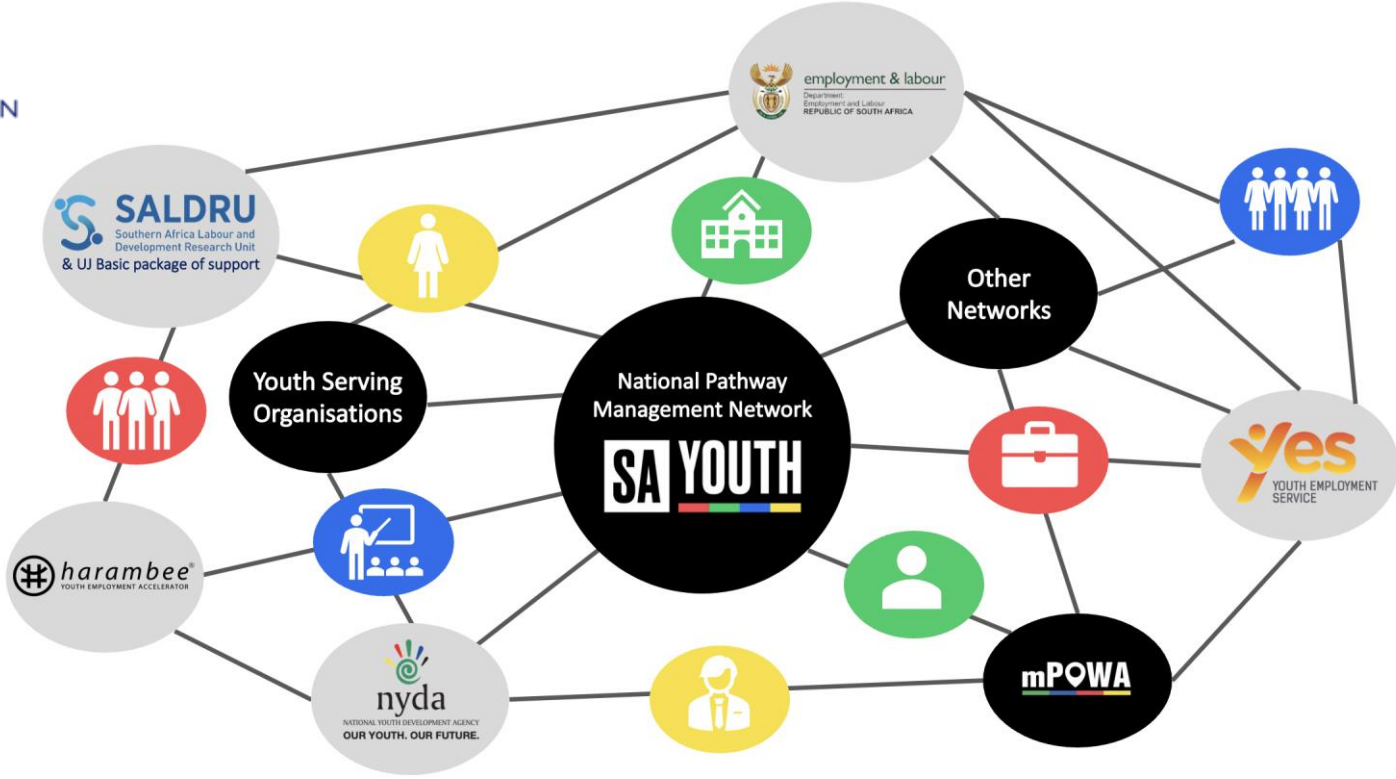 N
employment & labour
Department:
Employment and Labour
REPUBLIC OF SOUTH AFRICA
SALDRU
Southern Africa Labour and
Development Research Unit
& UJ Basic package of support
Other
Networks
Youth Serving
Organisations
National Pathway
Management Network
SA YOUTH
Yes
YOUTH EMPLOYMENT
SERVICE
harambee®
YOUTH EMPLOYMENT ACCELERATOR
nyda
NATIONAL YOUTH DEVELOPMENT AGENCY
OUR YOUTH. OUR FUTURE.
mPOWA